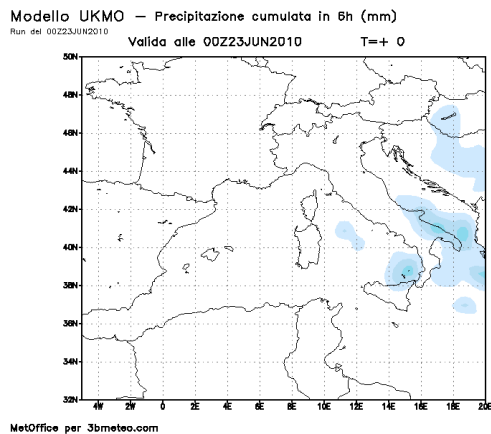 Modello UKMO – Precipitazione cumulata in 6h (mm)
Run del 00Z23JUN2010
Valida alle 00Z23JUN2010 T=+ 0
50N
48N
46N
44N
42N
40N
38N
36N
34N
32N
4W 2W 0 2E 4E 6E 8E 10E 12E 14E 16E 18E 20E
MetOffice per 3bmeteo.com